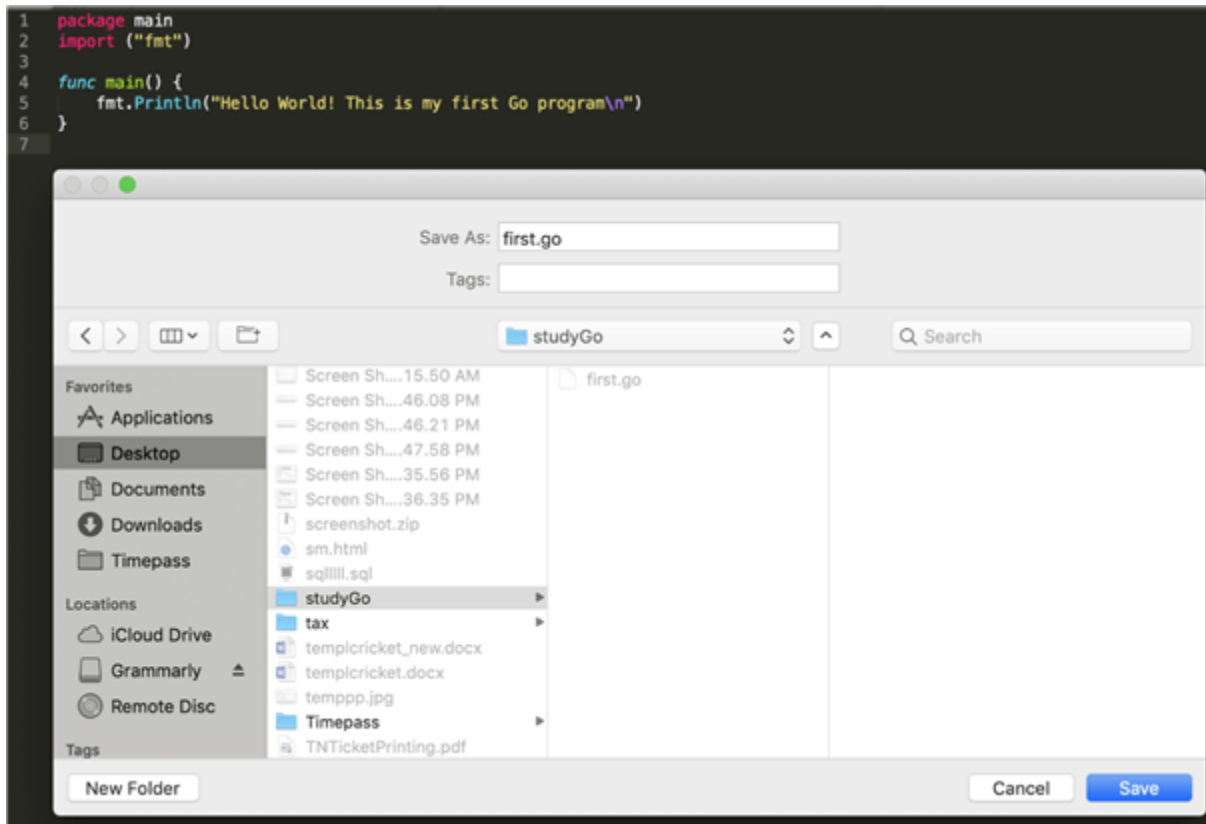 1 package main
2 import ("fmt")
3
4 func main() {
5 fmt.Println("Hello World! This is my first Go program\n")
6 }
7
Save As: first.go
Tags:
studyGo
Search
Favorites
Applications
Desktop
Documents
Downloads
Timepass
Locations
iCloud Drive
Grammarly
Remote Disc
Tags
Screen Sh....15.50 AM
Screen Sh....46.08 PM
Screen Sh....46.21 PM
Screen Sh....47.58 PM
Screen Sh....35.56 PM
Screen Sh....36.35 PM
screenshot.zip
sm.html
sqlllll.sql
studyGo
tax
templcricket_new.docx
templcricket.docx
temppp.jpg
Timepass
TNTicketPrinting.pdf
first.go
New Folder
Cancel
Save